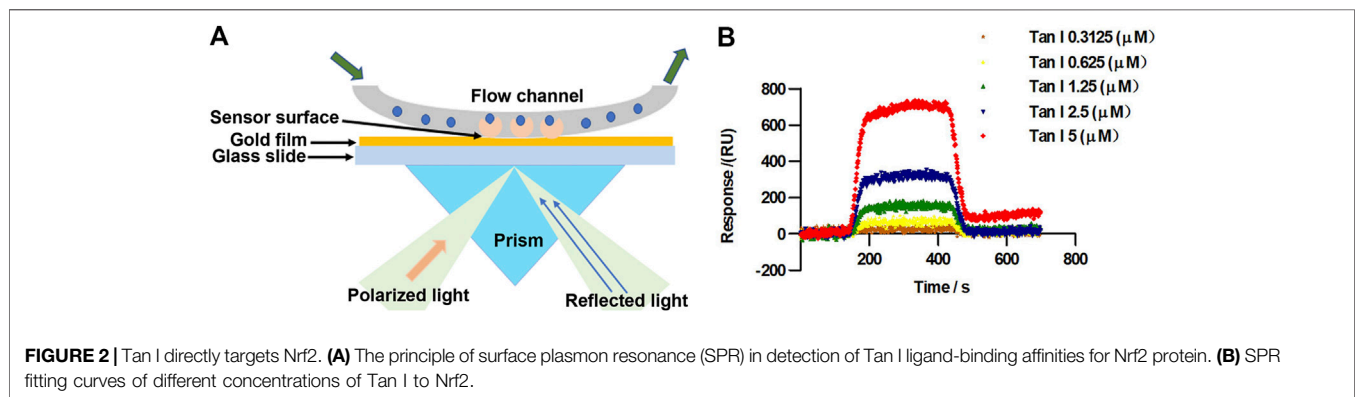 A
Flow channel
Sensor surface
Gold film
Glass slide
Prism
Polarized light
Reflected light
B
Tan I 0.3125 (μM)
Tan I 0.625 (μM)
Tan I 1.25 (μM)
Tan I 2.5 (μM)
Tan I 5 (μM)
Response /(RU)
800
600
400
200
0
-200
200
400
600
800
Time / s
FIGURE 2 | Tan I directly targets Nrf2. (A) The principle of surface plasmon resonance (SPR) in detection of Tan I ligand-binding affinities for Nrf2 protein. (B) SPR
fitting curves of different concentrations of Tan I to Nrf2.